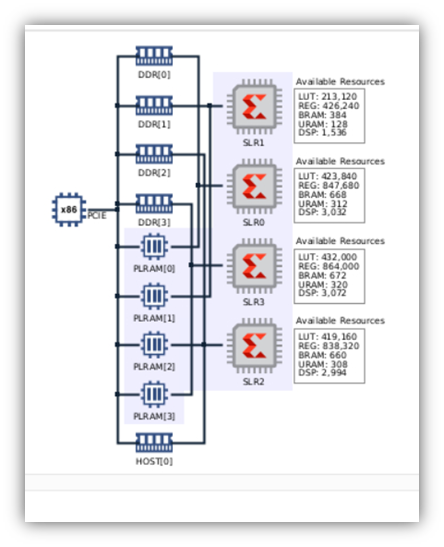 DDR[0]
DDR[1]
DDR[2]
DDR[3]
x86
PCIE
PLRAM[0]
PLRAM[1]
PLRAM[2]
PLRAM[3]
HOST[0]
SLR1
Available Resources
LUT: 213,120
REG: 426,240
BRAM: 384
URAM: 128
DSP: 1,536
SLR0
Available Resources
LUT: 423,840
REG: 847,680
BRAM: 668
URAM: 312
DSP: 3,032
SLR3
Available Resources
LUT: 432,000
REG: 864,000
BRAM: 672
URAM: 320
DSP: 3,072
SLR2
Available Resources
LUT: 419,160
REG: 838,320
BRAM: 660
URAM: 308
DSP: 2,994